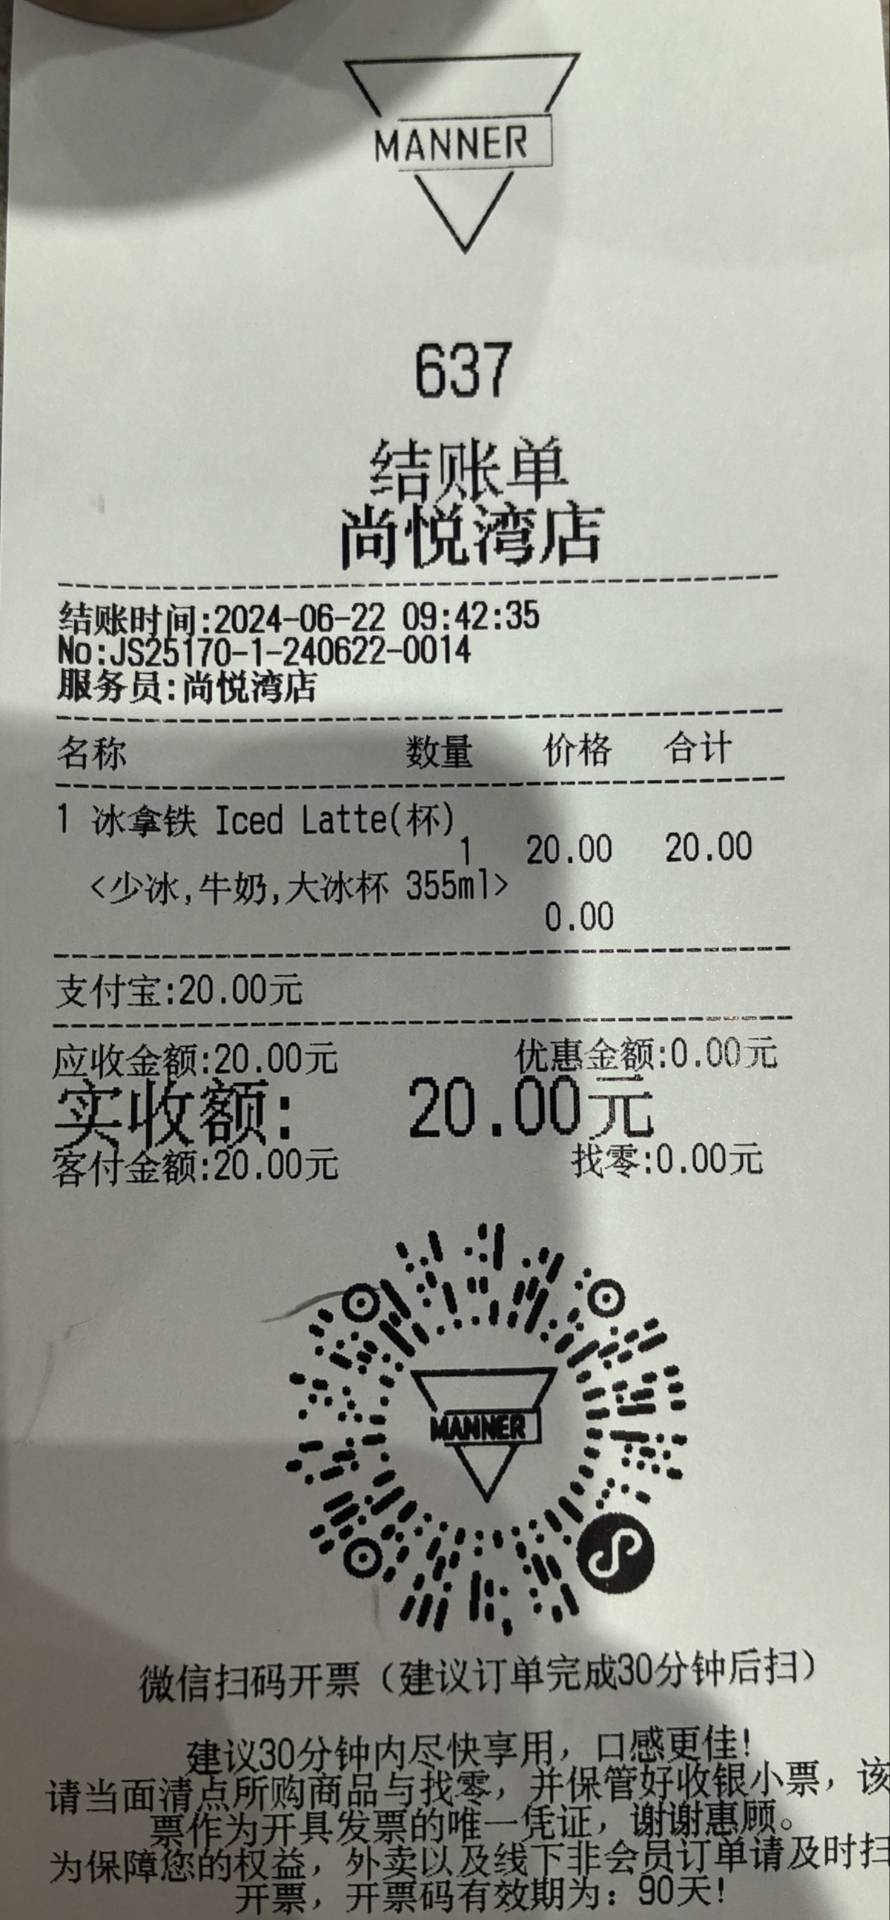 MANNER
637
结账单
尚悦湾店
结账时间:2024-06-22 09:42:35
No:JS25170-1-240622-0014
服务员:尚悦湾店
名称 数量 价格 合计
1 冰拿铁 Iced Latte(杯)
1 20.00 20.00
<少冰,牛奶,大冰杯 355ml>
0.00
支付宝:20.00元
应收金额:20.00元 优惠金额:0.00元
实收额: 20.00元
客付金额:20.00元 找零:0.00元
MANNER
微信扫码开票（建议订单完成30分钟后扫）
建议30分钟内尽快享用，口感更佳!
请当面清点所购商品与找零，并保管好收银小票，该
票作为开具发票的唯一凭证，谢谢惠顾。
为保障您的权益，外卖以及线下非会员订单请及时扫
开票，开票码有效期为：90天!